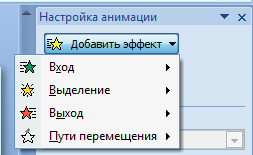 Настройка анимации
Добавить эффект
Вход
Выделение
Выход
Пути перемещения